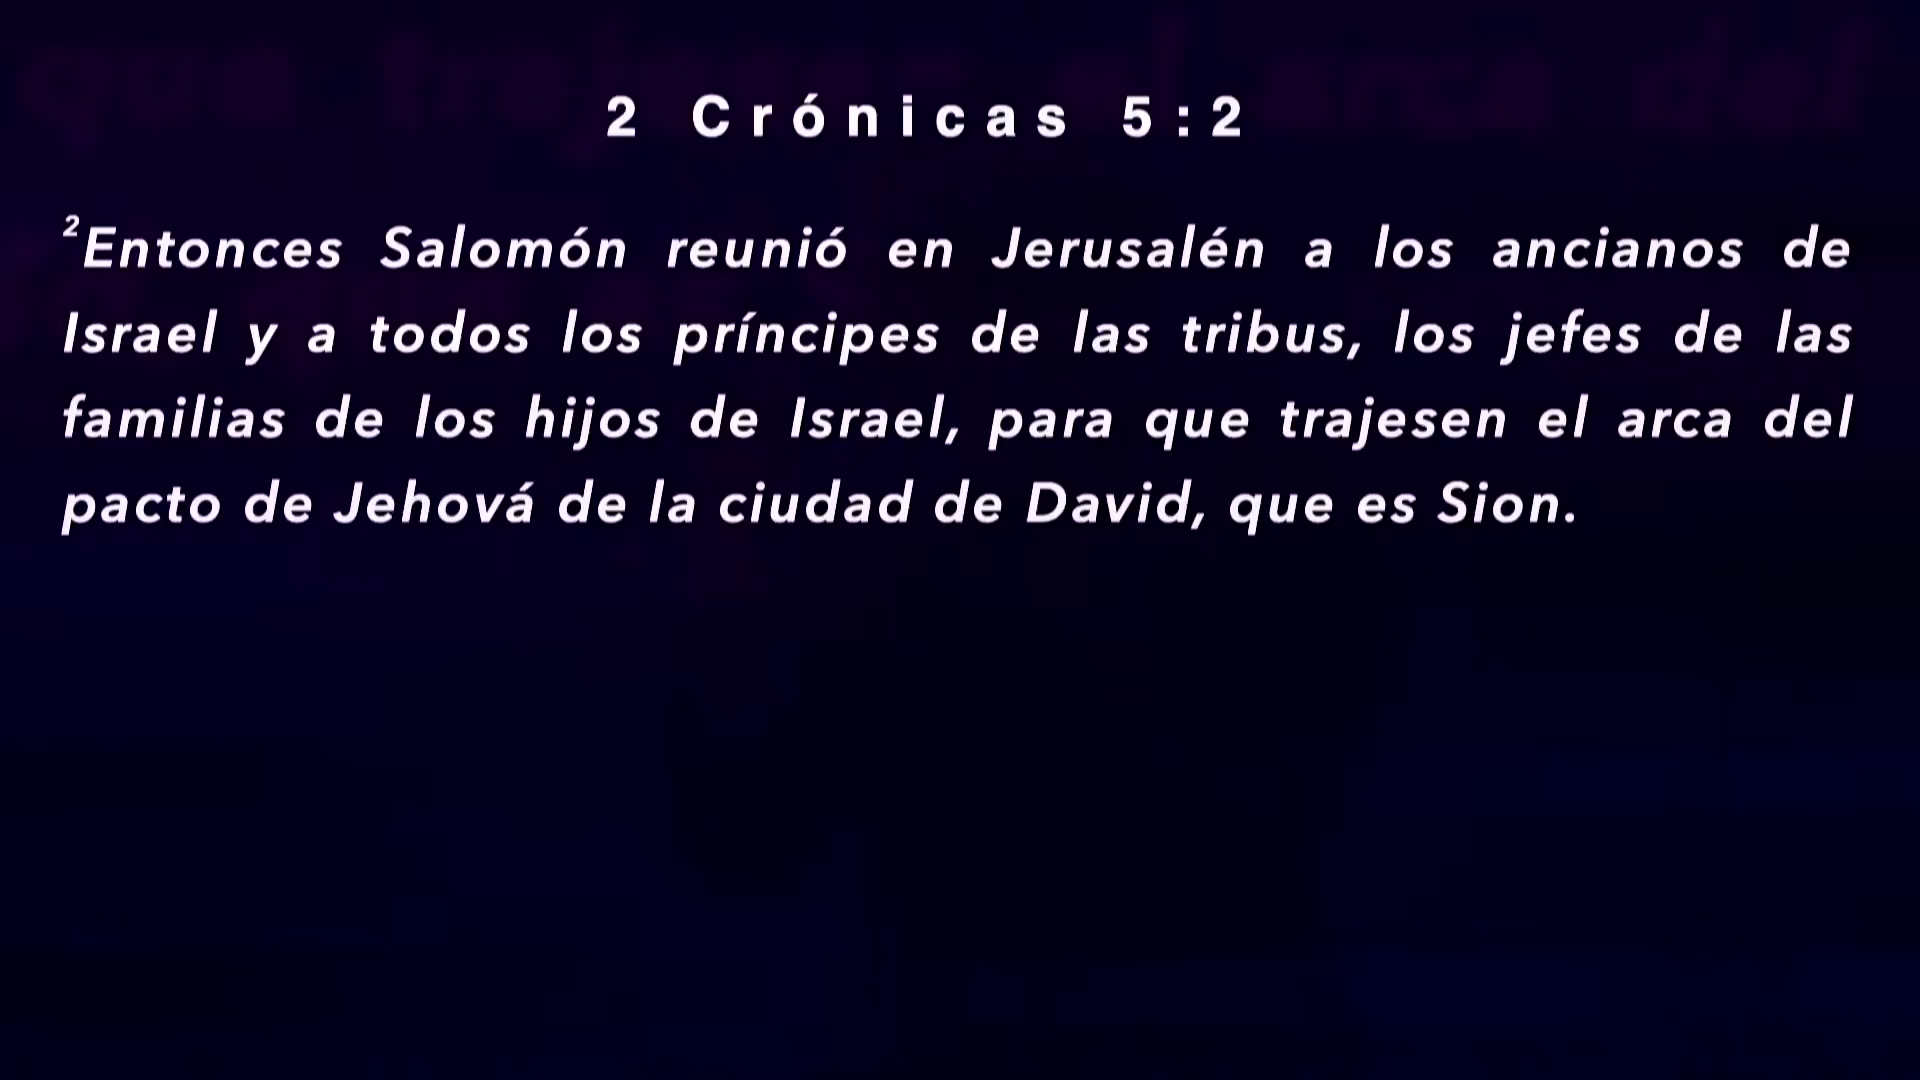 2 Crónicas 5:2
²Entonces Salomón reunió en Jerusalén a los ancianos de
Israel y a todos los príncipes de las tribus, los jefes de las
familias de los hijos de Israel, para que trajesen el arca del
pacto de Jehová de la ciudad de David, que es Sion.